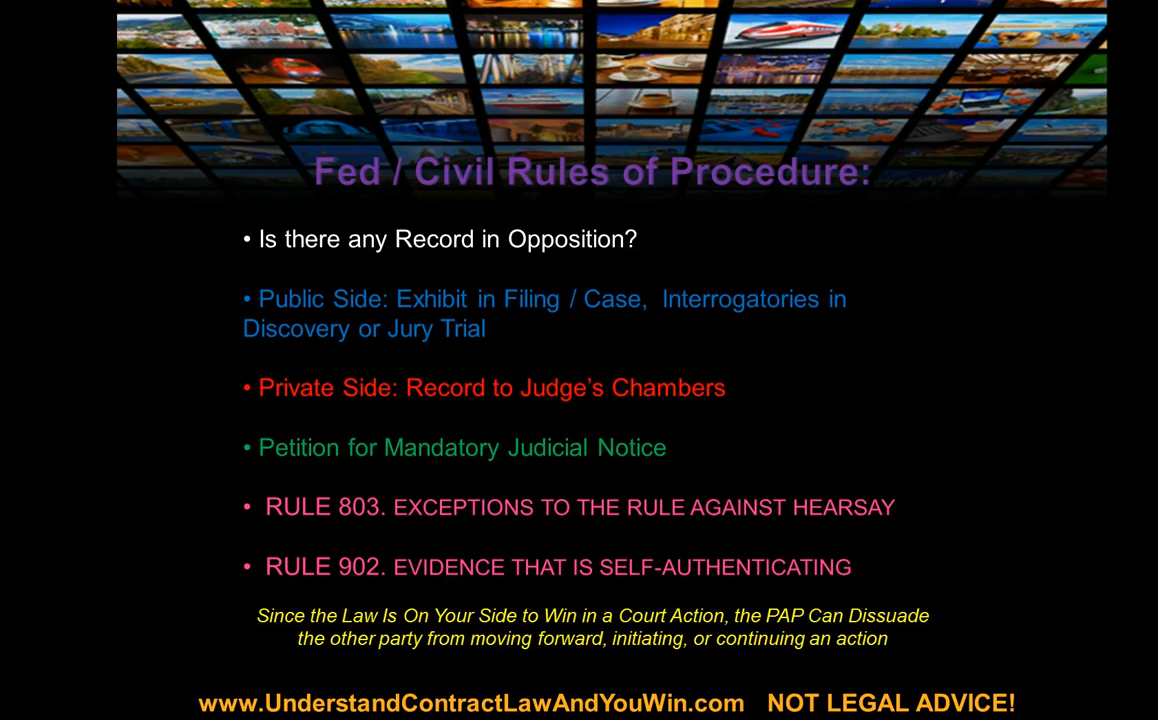 Fed / Civil Rules of Procedure:
• Is there any Record in Opposition?
• Public Side: Exhibit in Filing / Case, Interrogatories in
Discovery or Jury Trial
• Private Side: Record to Judge’s Chambers
• Petition for Mandatory Judicial Notice
• RULE 803. EXCEPTIONS TO THE RULE AGAINST HEARSAY
• RULE 902. EVIDENCE THAT IS SELF-AUTHENTICATING
Since the Law Is On Your Side to Win in a Court Action, the PAP Can Dissuade
the other party from moving forward, initiating, or continuing an action
www.UnderstandContractLawAndYouWin.com NOT LEGAL ADVICE!